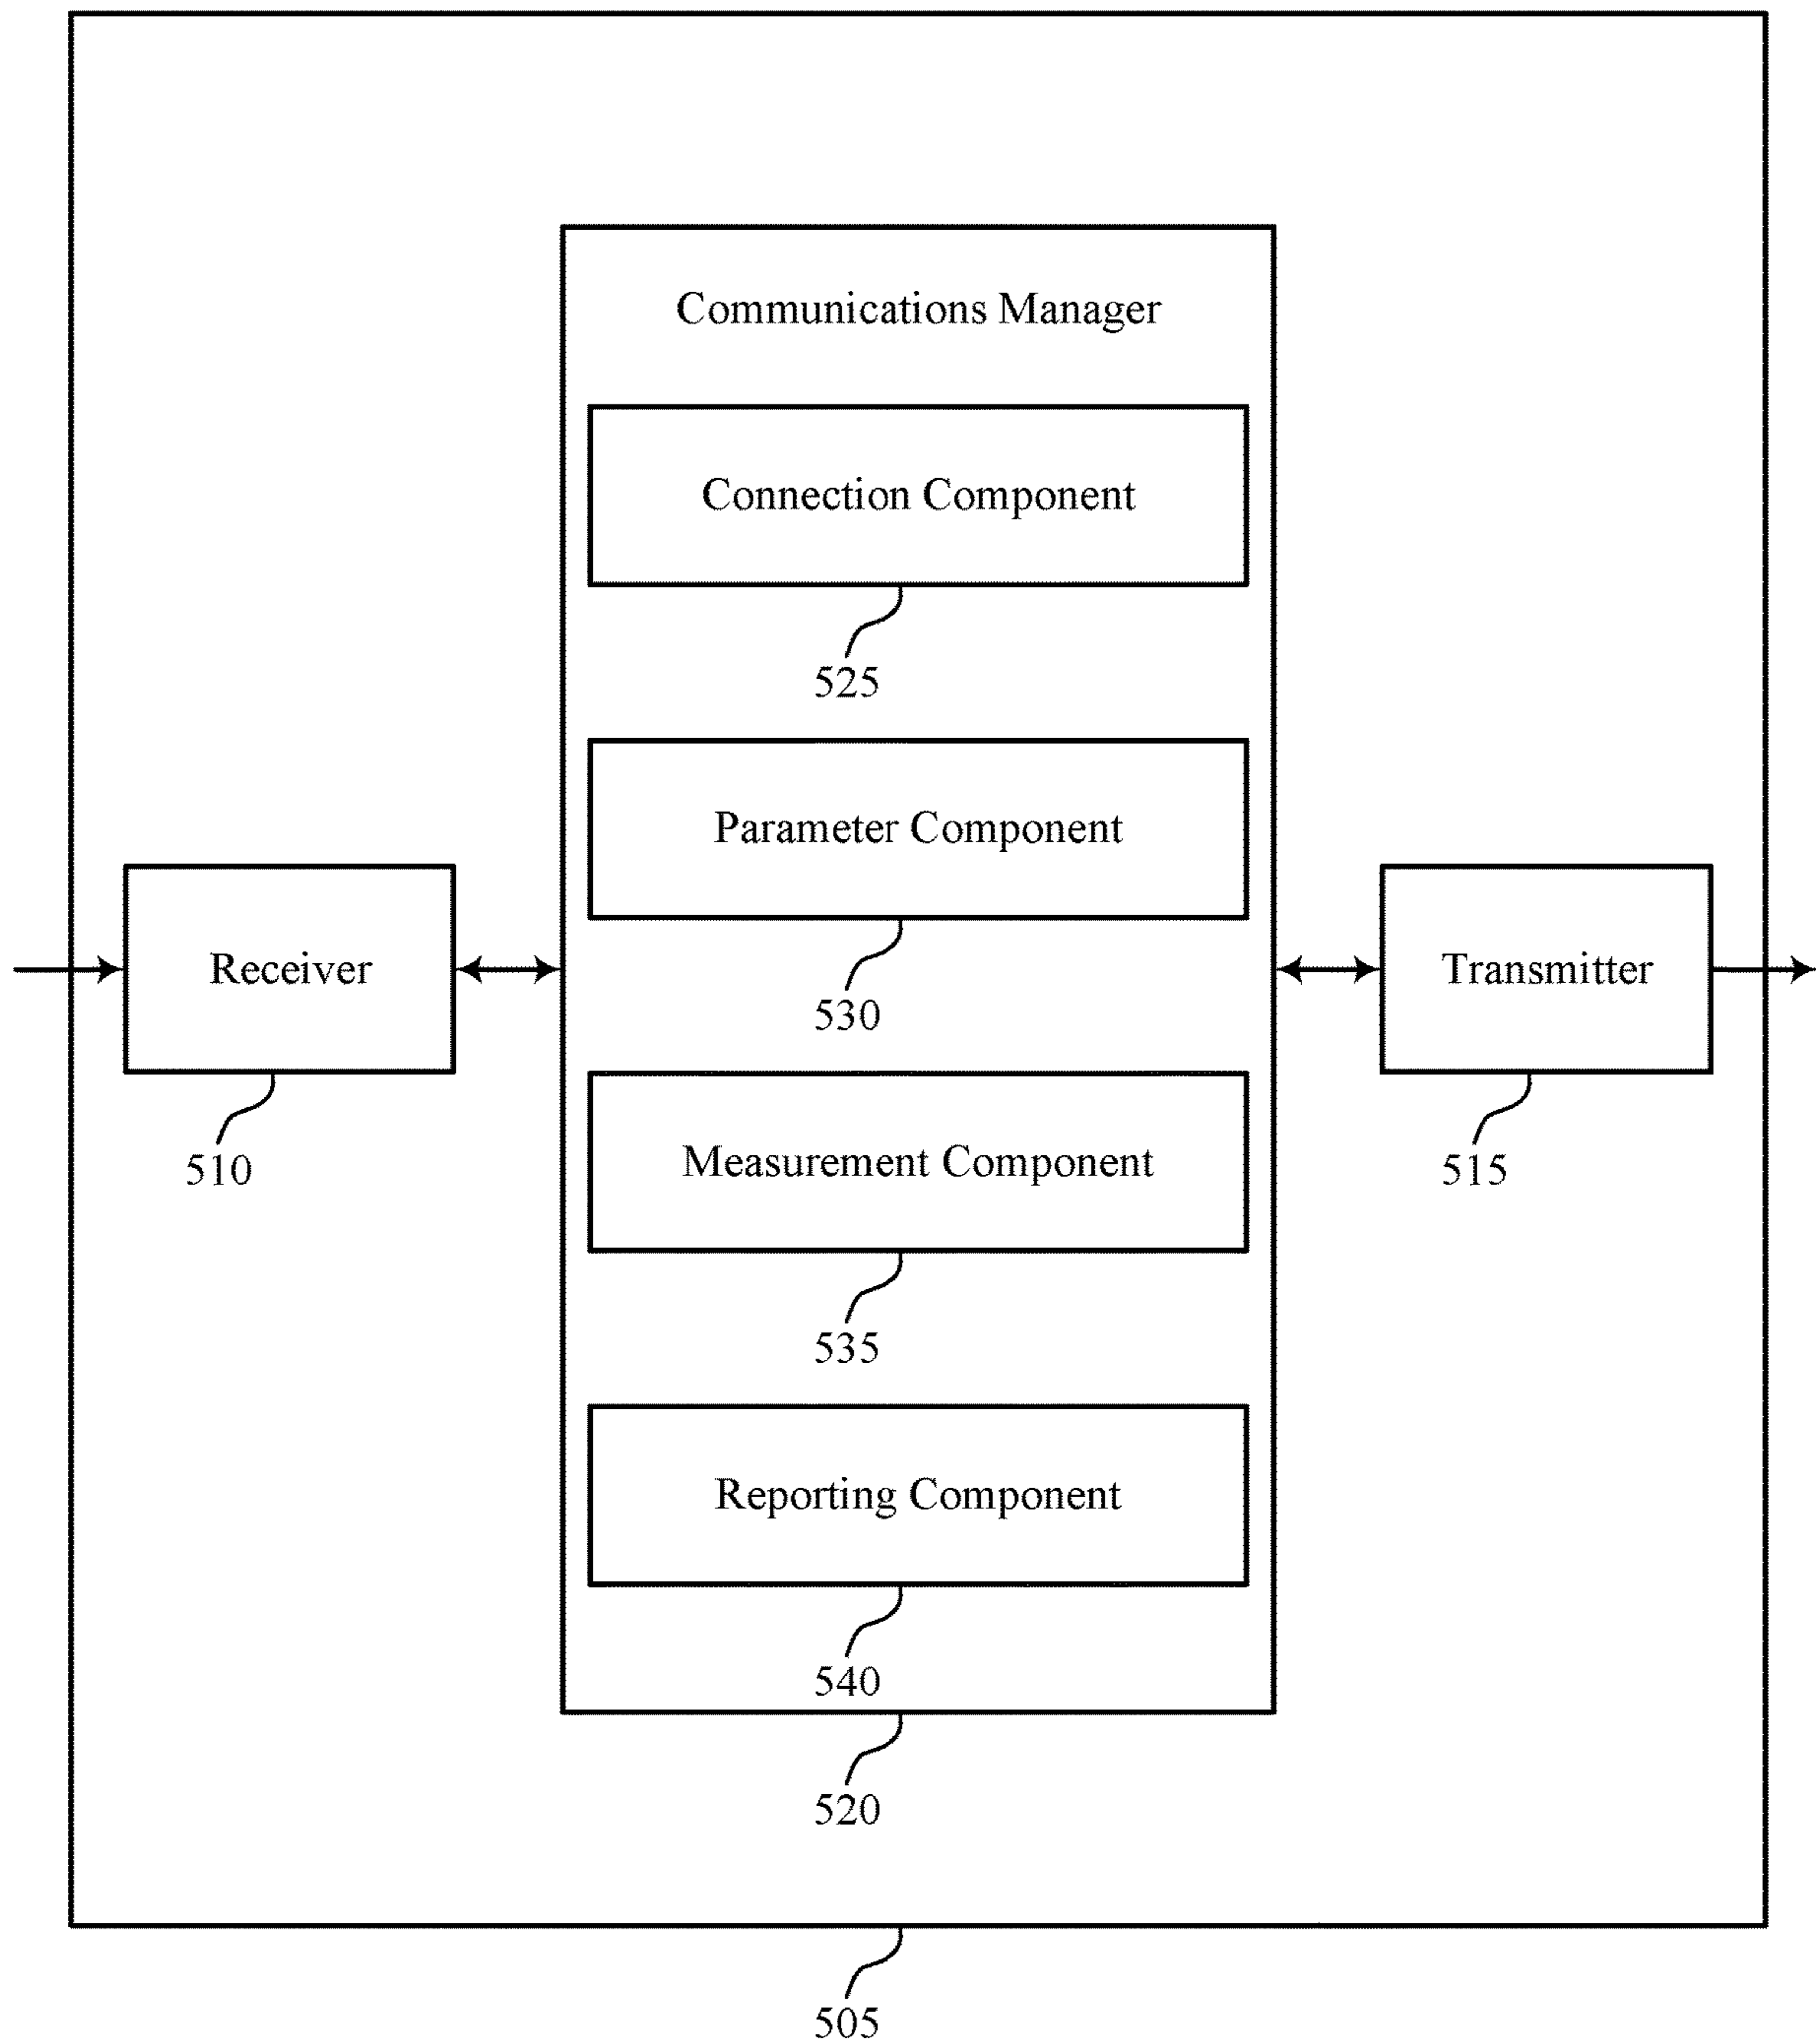 Communications Manager
Connection Component
525
Parameter Component
530
Receiver
510
Transmitter
515
Measurement Component
535
Reporting Component
540
520
505